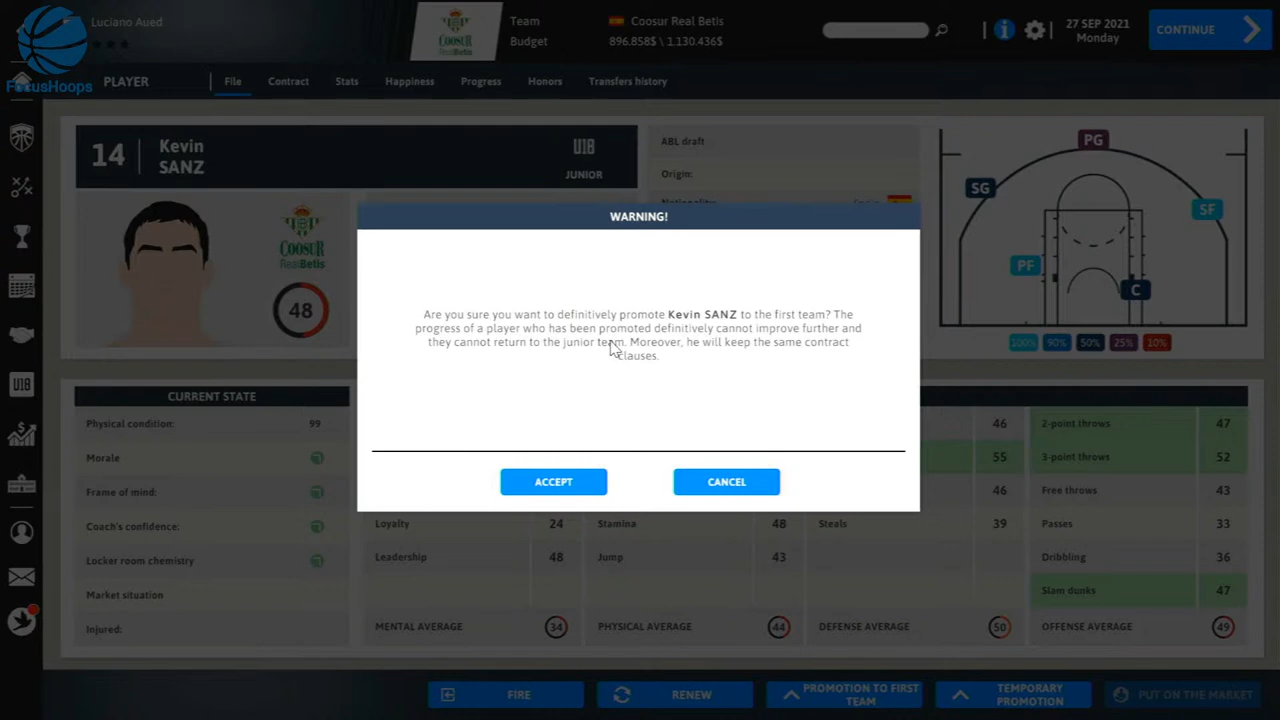 Luciano Aued.
FocusHoops
COOSUR
RealBetis
Team
Budget
Coosur Real Betis
896.858$ \ 1.130.436$
27 SEP 2021
Monday
CONTINUE
PLAYER
File
Contract
Stats
Happiness
Progress
Honors
Transfers history
14
Kevin
SANZ
U18
JUNIOR
COOSUR
RealBetis
48
ABL draft
Origin:
Nationality:
PG
SG
SF
PF
C
100%
90%
50%
25%
10%
WARNING!
Are you sure you want to definitively promote Kevin SANZ to the first team? The
progress of a player who has been promoted definitively cannot improve further and
they cannot return to the junior team. Moreover, he will keep the same contract
clauses.
ACCEPT
CANCEL
U18
CURRENT STATE
Physical condition: 99
Morale
Frame of mind:
Coach's confidence:
Locker room chemistry
Market situation
Injured:
Loyalty 24
Leadership 48
MENTAL AVERAGE 34
Stamina 48
Jump 43
PHYSICAL AVERAGE 44
46
55
46
Steals 39
DEFENSE AVERAGE 50
2-point throws 47
3-point throws 52
Free throws 43
Passes 33
Dribbling 36
Slam dunks 47
OFFENSE AVERAGE 49
FIRE
RENEW
PROMOTION TO FIRST
TEAM
TEMPORARY
PROMOTION
PUT ON THE MARKET